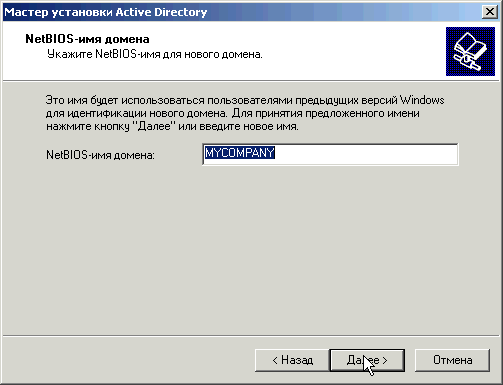 Мастер установки Active Directory
NetBIOS-имя домена
Укажите NetBIOS-имя для нового домена.
Это имя будет использоваться пользователями предыдущих версий Windows
для идентификации нового домена. Для принятия предложенного имени
нажмите кнопку "Далее" или введите новое имя.
NetBIOS-имя домена: MYCOMPANY
< Назад Далее > Отмена